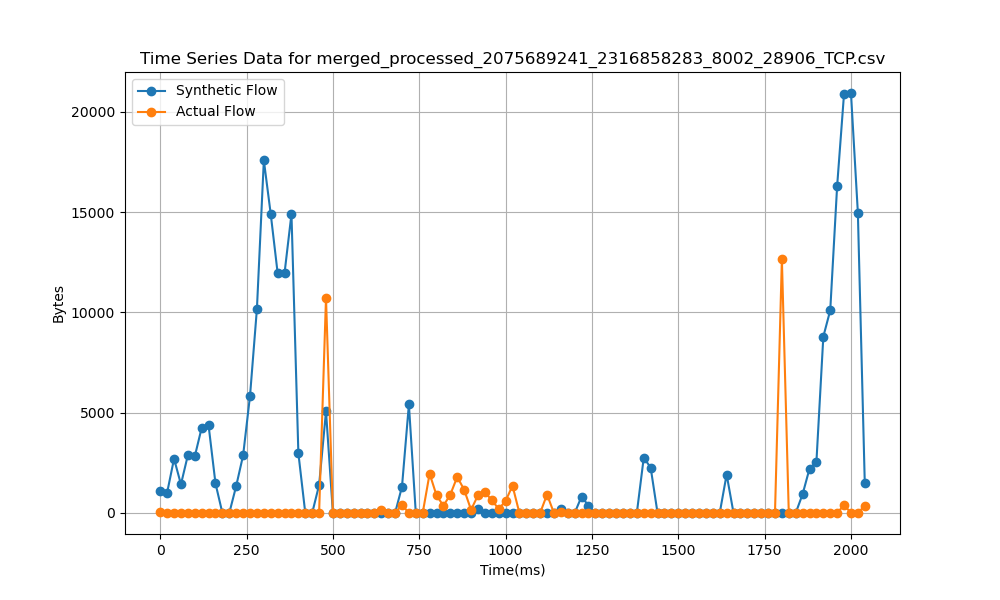 Time Series Data for merged_processed_2075689241_2316858283_8002_28906_TCP.csv
Synthetic Flow
Actual Flow
20000
15000
10000
5000
0
Bytes
0 250 500 750 1000 1250 1500 1750 2000
Time(ms)